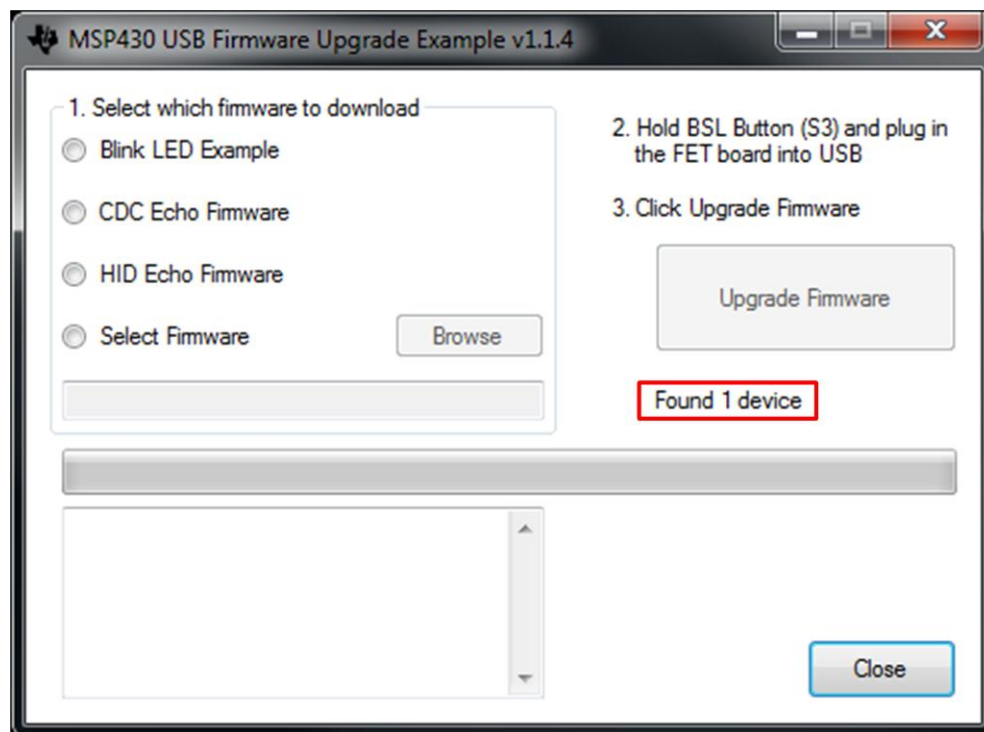 MSP430 USB Firmware Upgrade Example v1.1.4
1. Select which firmware to download
Blink LED Example
CDC Echo Firmware
HID Echo Firmware
Select Firmware
Browse
2. Hold BSL Button (S3) and plug in
the FET board into USB
3. Click Upgrade Firmware
Upgrade Firmware
Found 1 device
Close